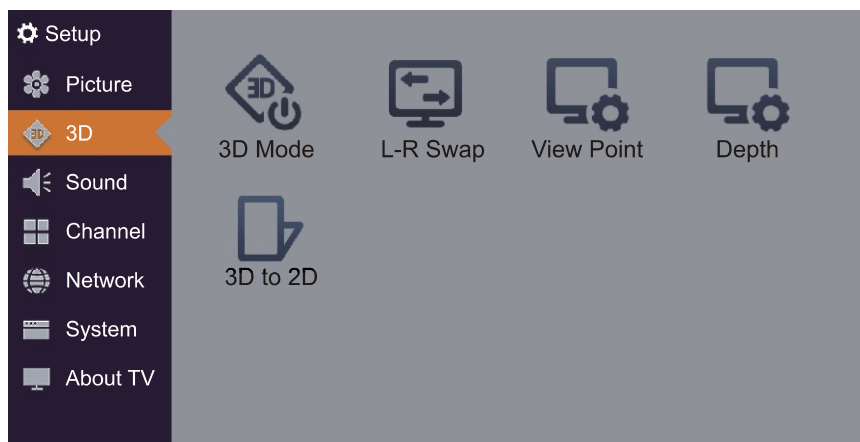 Setup
Picture
3D
3D
Sound
Channel
Network
System
About TV
3D
3D Mode
L-R Swap
View Point
Depth
3D to 2D